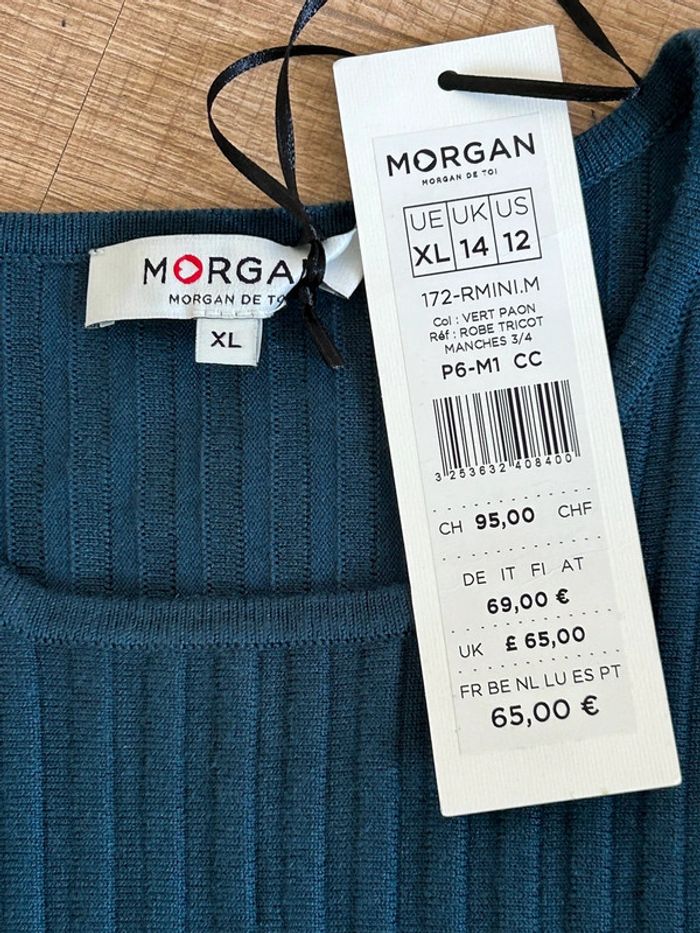 MORGA
MORGAN DE TO
XL
MORGAN
MORGAN DE TOI
UE UK US
XL 14 12
172-RMINI.M
Col : VERT PAON
Réf : ROBE TRICOT
MANCHES 3/4
P6-M1 CC
3 253632 408400
CH 95,00 CHF
DE IT FI AT
69,00 €
UK £ 65,00
FR BE NL LU ES PT
65,00 €